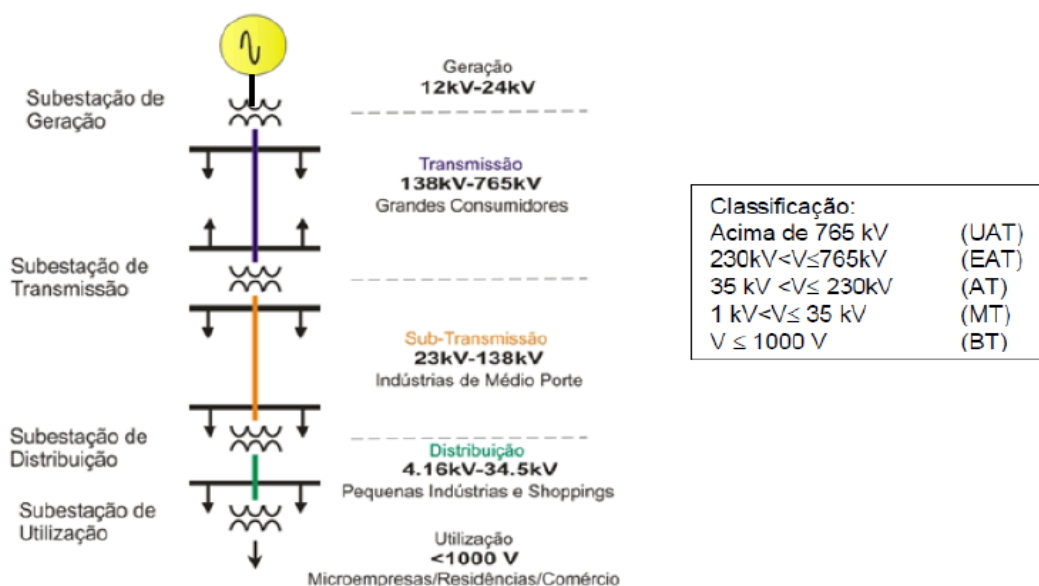 Geração
12kV-24kV
Subestação de
Geração
Transmissão
138kV-765kV
Grandes Consumidores
Subestação de
Transmissão
Sub-Transmissão
23kV-138kV
Indústrias de Médio Porte
Subestação de
Distribuição
Distribuição
4.16kV-34.5kV
Pequenas Indústrias e Shoppings
Subestação de
Utilização
Utilização
<1000 V
Microempresas/Residências/Comércio
Classificação:
Acima de 765 kV (UAT)
230kV<V≤765kV (EAT)
35 kV <V≤ 230kV (AT)
1 kV<V≤ 35 kV (MT)
V ≤ 1000 V (BT)